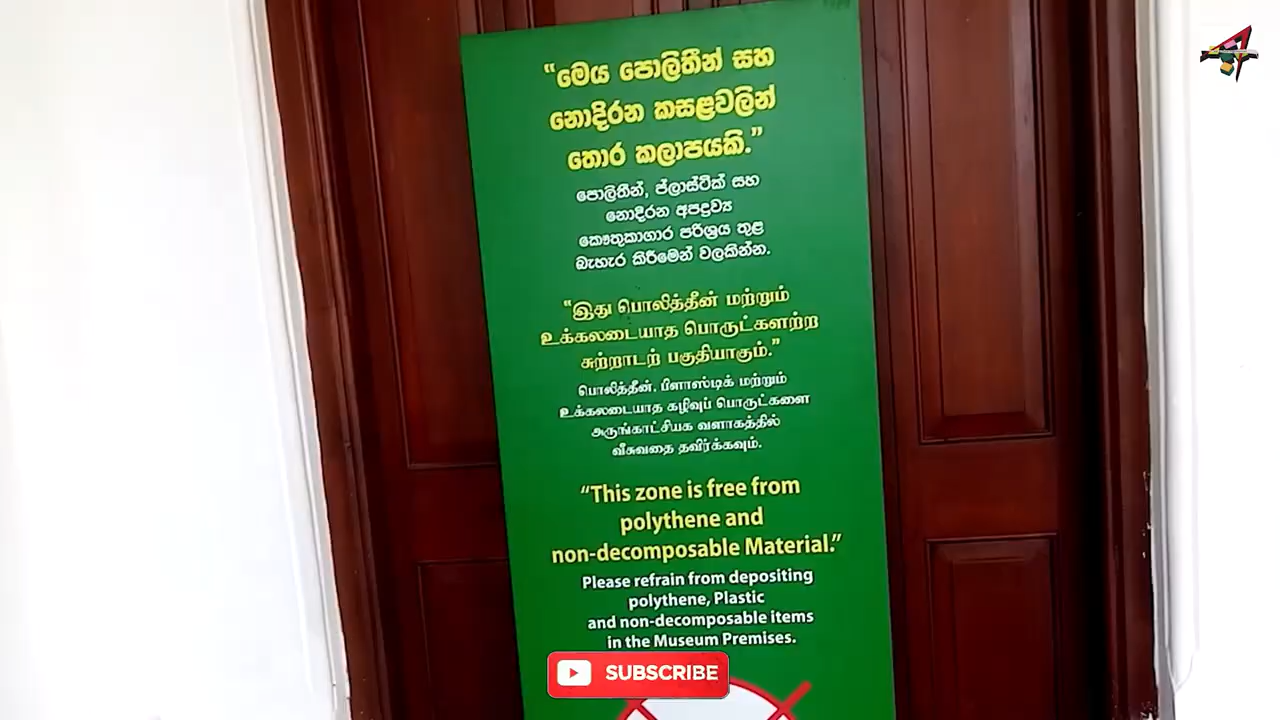 “මෙය පොලිතීන් සහ
නොදිරන කසළවලින්
තොර කලාපයකි.”
පොලිතීන්, ප්ලාස්ටික් සහ
නොදිරන අපද්‍රව්‍ය
කෞතුකාගාර පරිශ්‍රය තුළ
බැහැර කිරීමෙන් වලකින්න.
“இது பொலித்தீன் மற்றும்
உக்கலடையாத பொருட்களற்ற
சுற்றாடற் பகுதியாகும்.”
பொலித்தீன், பிளாஸ்டிக் மற்றும்
உக்கலடையாத கழிவுப் பொருட்களை
அருங்காட்சியக வளாகத்தில்
வீசுவதை தவிர்க்கவும்.
“This zone is free from
polythene and
non-decomposable Material.”
Please refrain from depositing
polythene, Plastic
and non-decomposable items
in the Museum Premises.
SUBSCRIBE